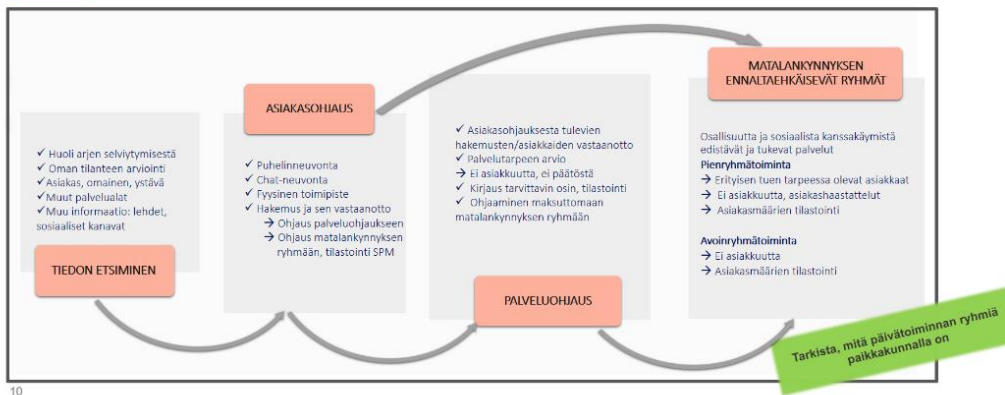 TIEDON ETSIMINEN
✓ Huoli arjen selviytymisestä
✓ Oman tilanteen arviointi
✓ Asiakas, omainen, ystävä
✓ Muut palvelualat
✓ Muu informaatio: lehdet,
sosiaaliset kanavat
ASIAKASOHJAUS
✓ Puhelinneuvonta
✓ Chat-neuvonta
✓ Fyysinen toimipiste
✓ Hakemus ja sen vastaanotto
→ Ohjaus palveluohjaukseen
→ Ohjaus matalankynnyksen
ryhmään, tilastointi SPM
✓ Asiakasohjauksesta tulevien
hakemusten/asiakkaiden vastaanotto
✓ Palvelutarpeen arvio
→ Ei asiakkuutta, ei päätöstä
✓ Kirjaus tarvittavin osin, tilastointi
✓ Ohjaaminen maksuttomaan
matalankynnyksen ryhmään
PALVELUOHJAUS
MATALANKYNNYKSEN
ENNALTAEHKÄISEVÄT RYHMÄT
Osallisuutta ja sosiaalista kanssakäymistä
edistävät ja tukevat palvelut
Pienryhmätoiminta
→ Erityisen tuen tarpeessa olevat asiakkaat
→ Ei asiakkuutta, asiakashaastattelut
→ Asiakasmäärien tilastointi
Avoinryhmätoiminta
→ Ei asiakkuutta
→ Asiakasmäärien tilastointi
Tarkista, mitä päivätoiminnan ryhmiä
paikkakunnalla on
10